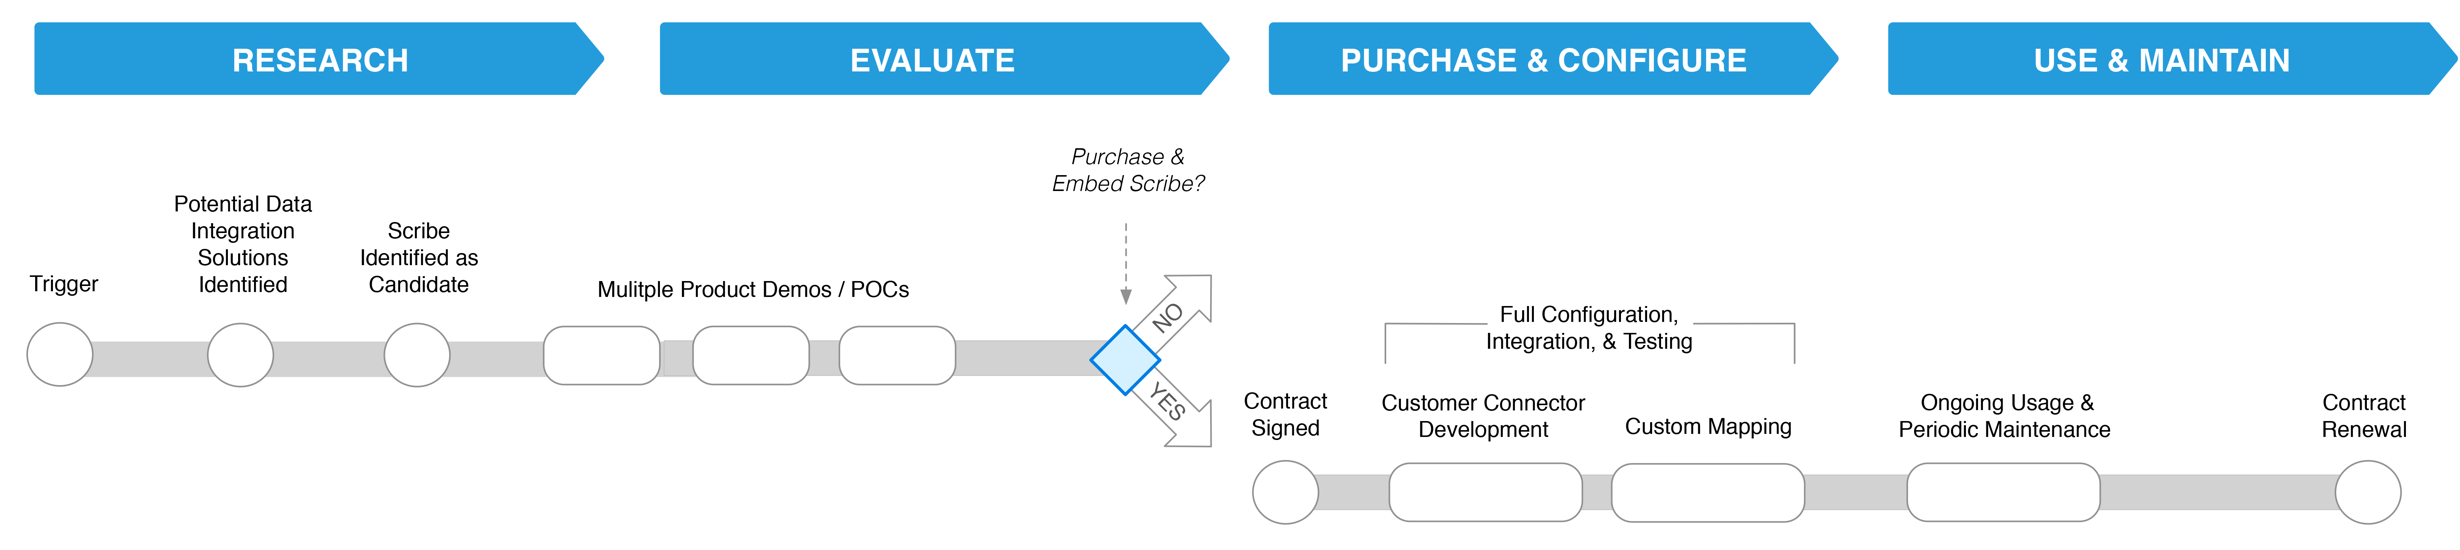 RESEARCH
EVALUATE
PURCHASE & CONFIGURE
USE & MAINTAIN
Trigger
Potential Data
Integration
Solutions
Identified
Scribe
Identified as
Candidate
Mulitple Product Demos / POCs
Purchase &
Embed Scribe?
NO
YES
Contract
Signed
Full Configuration,
Integration, & Testing
Customer Connector
Development
Custom Mapping
Ongoing Usage &
Periodic Maintenance
Contract
Renewal